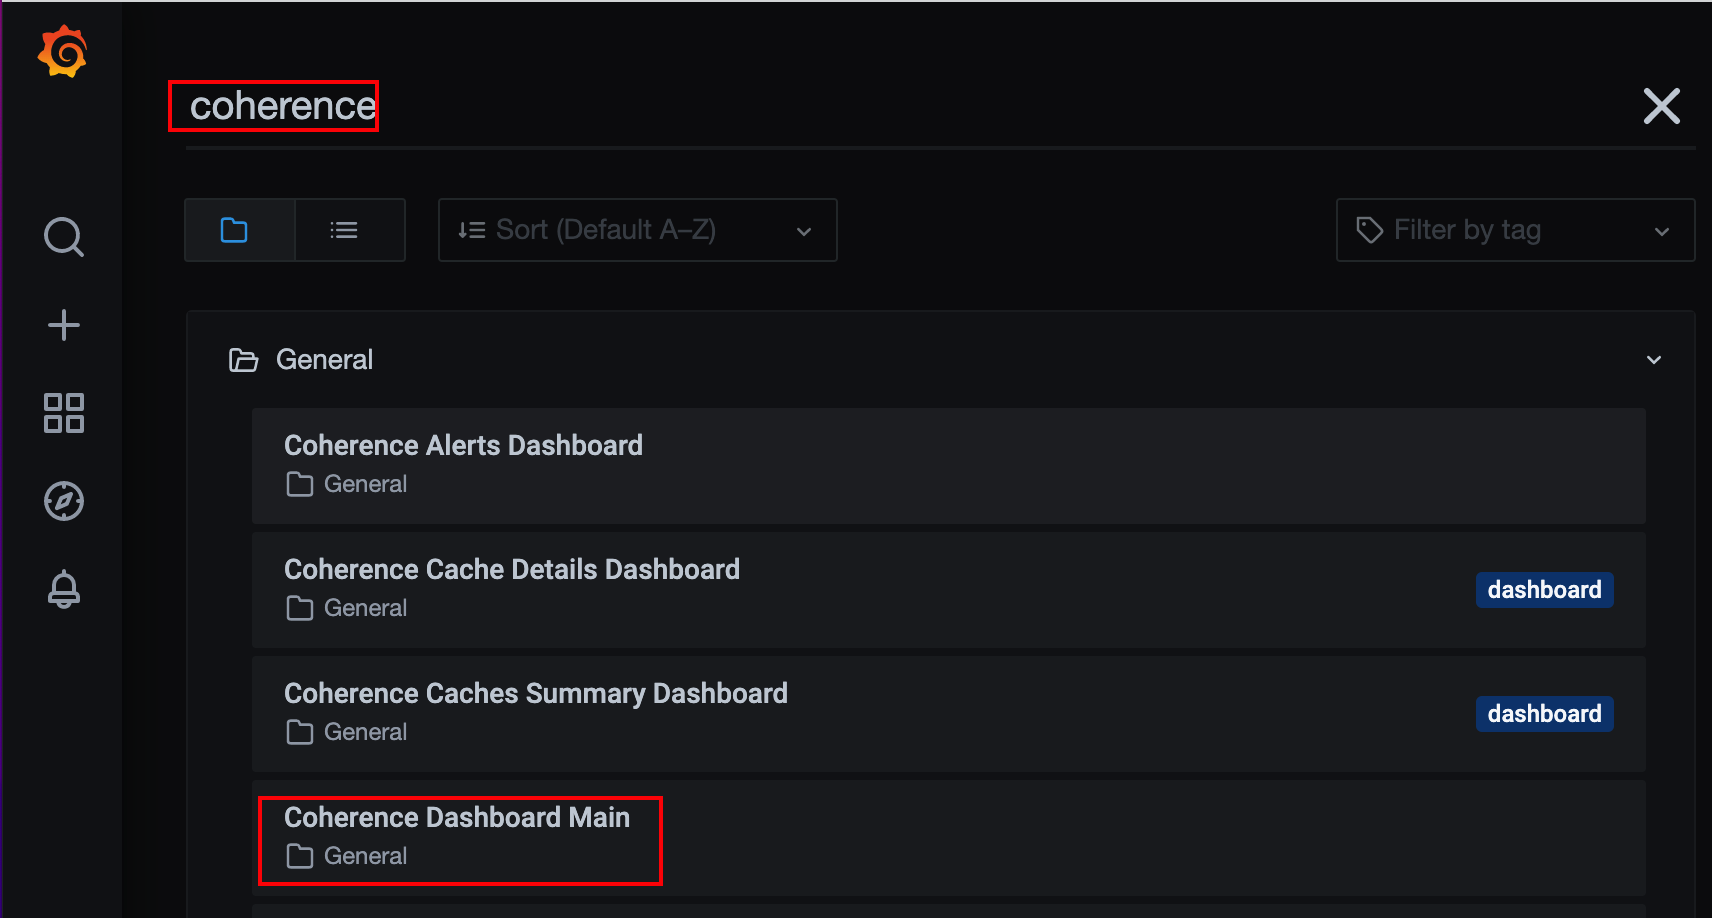 coherence
Sort (Default A–Z)
Filter by tag
General
Coherence Alerts Dashboard
General
Coherence Cache Details Dashboard
General
dashboard
Coherence Caches Summary Dashboard
General
dashboard
Coherence Dashboard Main
General